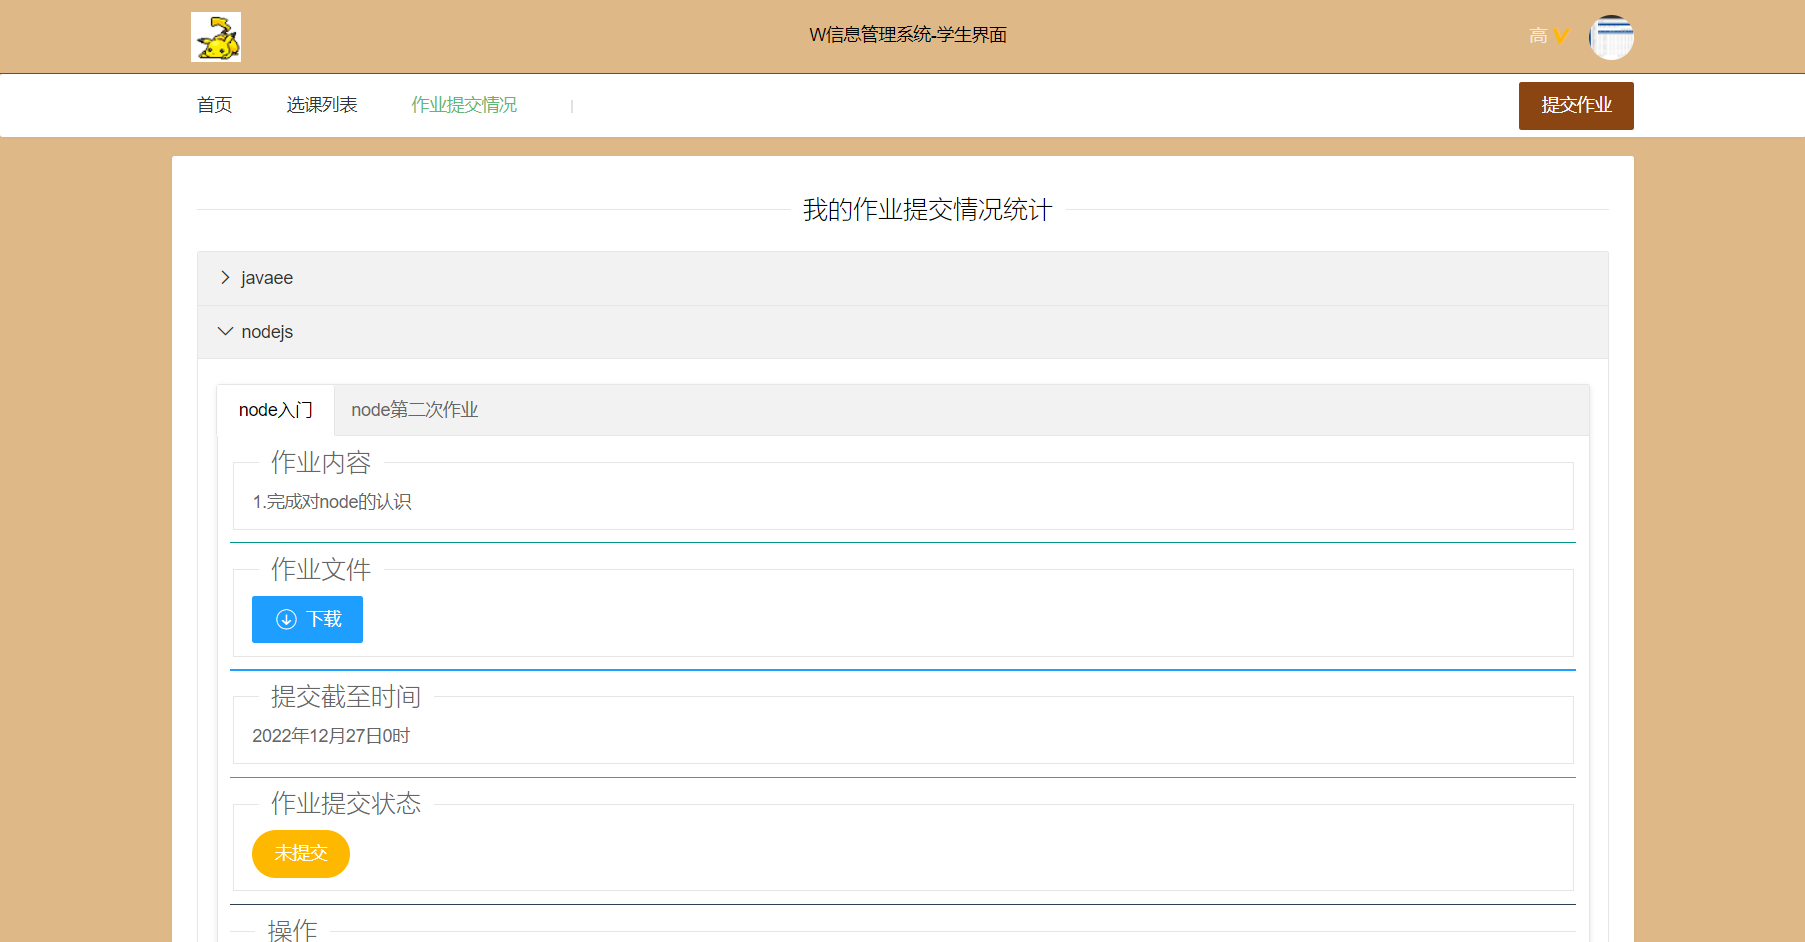 W信息管理系统-学生界面
高
首页
选课列表
作业提交情况
提交作业
我的作业提交情况统计
javaee
nodejs
node入门
node第二次作业
作业内容
1.完成对node的认识
作业文件
下载
提交截至时间
2022年12月27日0时
作业提交状态
未提交
操作